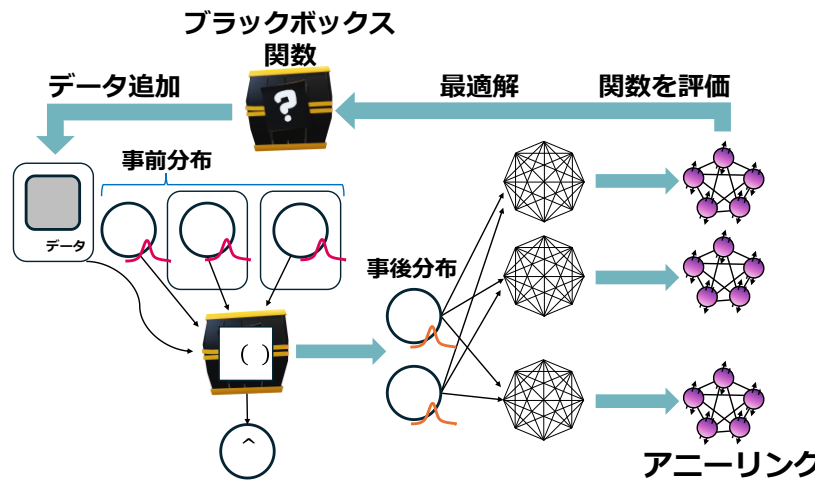 ブラックボックス
関数
データ追加
最適解
関数を評価
?
事前分布
データ
事後分布
( )
^
アニーリング